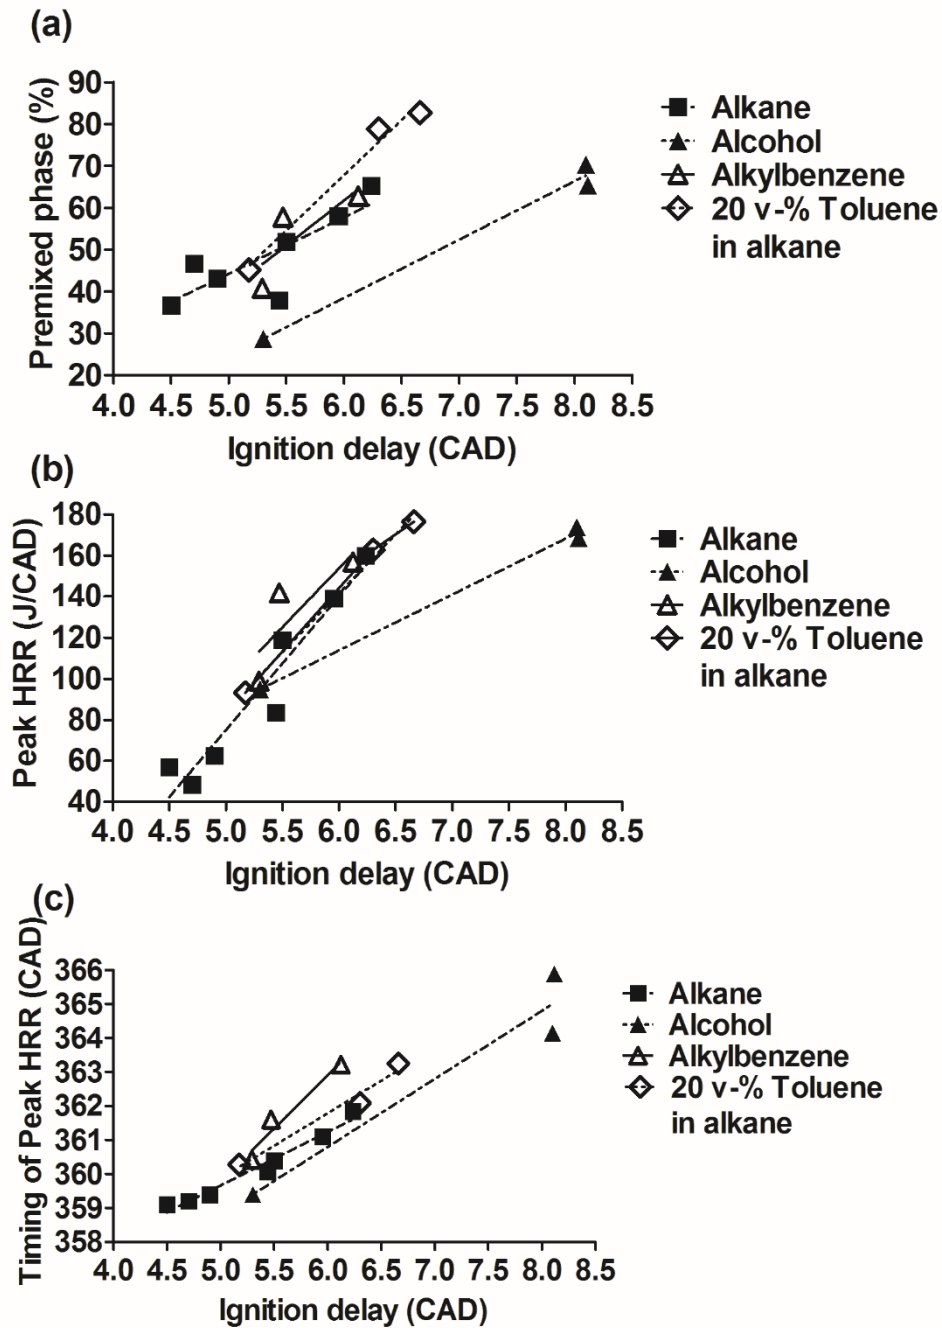 (a)
Premixed phase (%)
90
80
70
60
50
40
30
20
4.0 4.5 5.0 5.5 6.0 6.5 7.0 7.5 8.0 8.5
Ignition delay (CAD)
Alkane
Alcohol
Alkylbenzene
20 v-% Toluene
in alkane
(b)
Peak HRR (J/CAD)
180
160
140
120
100
80
60
40
4.0 4.5 5.0 5.5 6.0 6.5 7.0 7.5 8.0 8.5
Ignition delay (CAD)
Alkane
Alcohol
Alkylbenzene
20 v-% Toluene
in alkane
(c)
Timing of Peak HRR (CAD)
366
365
364
363
362
361
360
359
358
4.0 4.5 5.0 5.5 6.0 6.5 7.0 7.5 8.0 8.5
Ignition delay (CAD)
Alkane
Alcohol
Alkylbenzene
20 v-% Toluene
in alkane